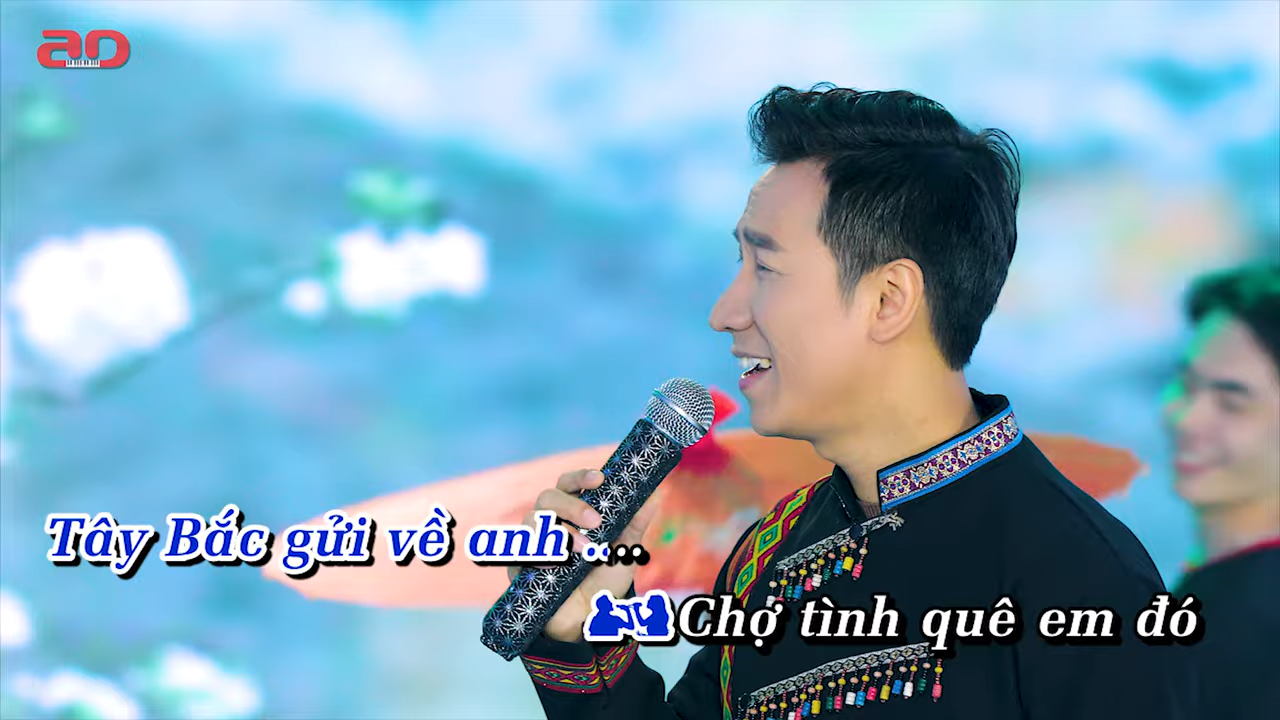 Tây Bắc gửi về anh ....
Chợ tình quê em đó